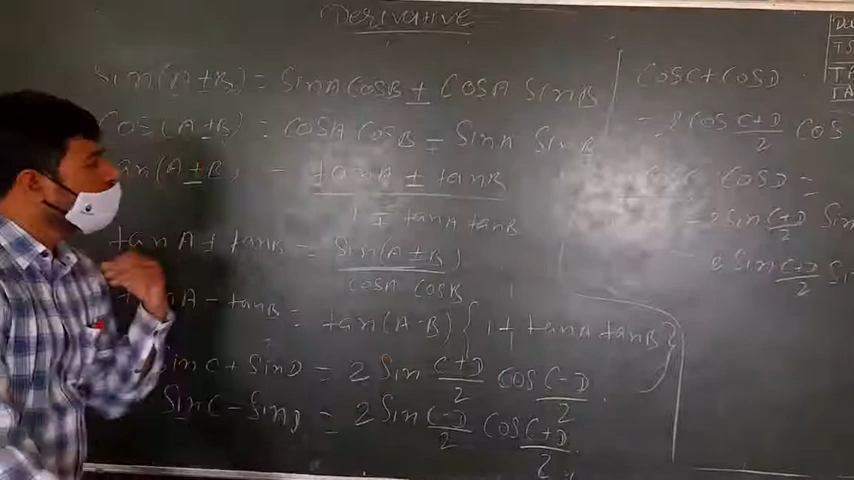 Derivative
Sin(A ± B) = SinA CosB ± CosA SinB
Cos(A ± B) = CosA CosB ∓ SinA SinB
tan(A ± B) = tanA ± tanB
1 ∓ tanA tanB
tanA ± tanB = Sin(A ± B)
CosA CosB
tanA - tanB = tan(A-B) { 1 + tanA tanB }
SinC + SinD = 2 Sin C+D/2 Cos C-D/2
SinC - SinD = 2 Sin C-D/2 Cos C+D/2
CosC + CosD
= 2 Cos C+D/2 Cos
CosC - CosD =
-2 Sin C+D/2 Sin
2 Sin C+D/2 Si